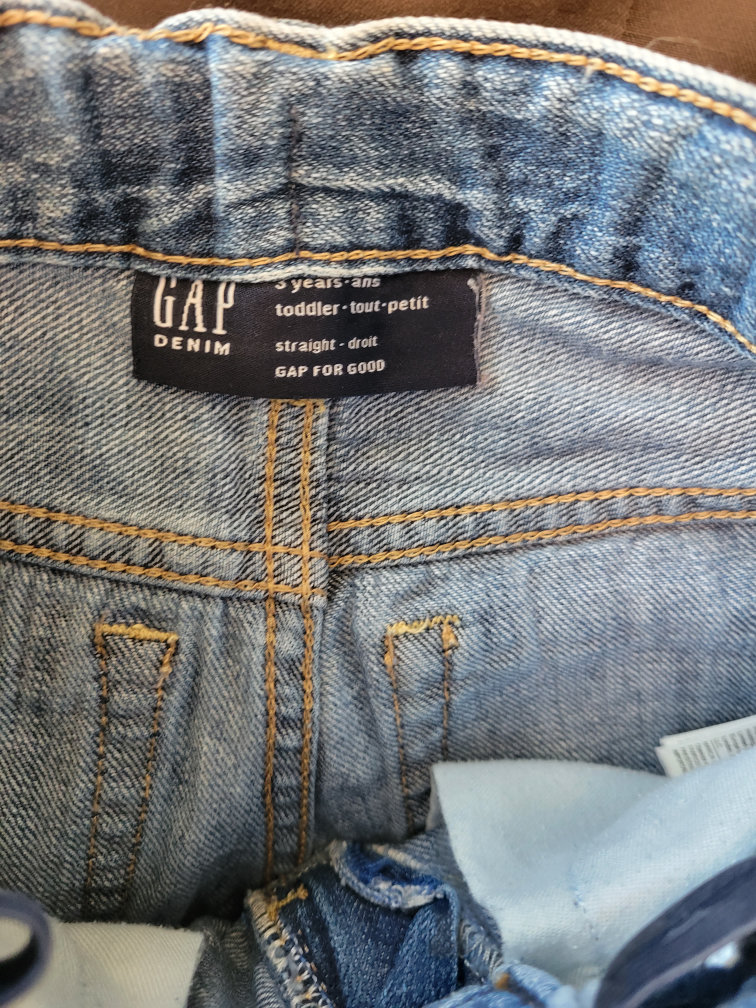 GAP
DENIM
3 years·ans
toddler·tout·petit
straight - droit
GAP FOR GOOD